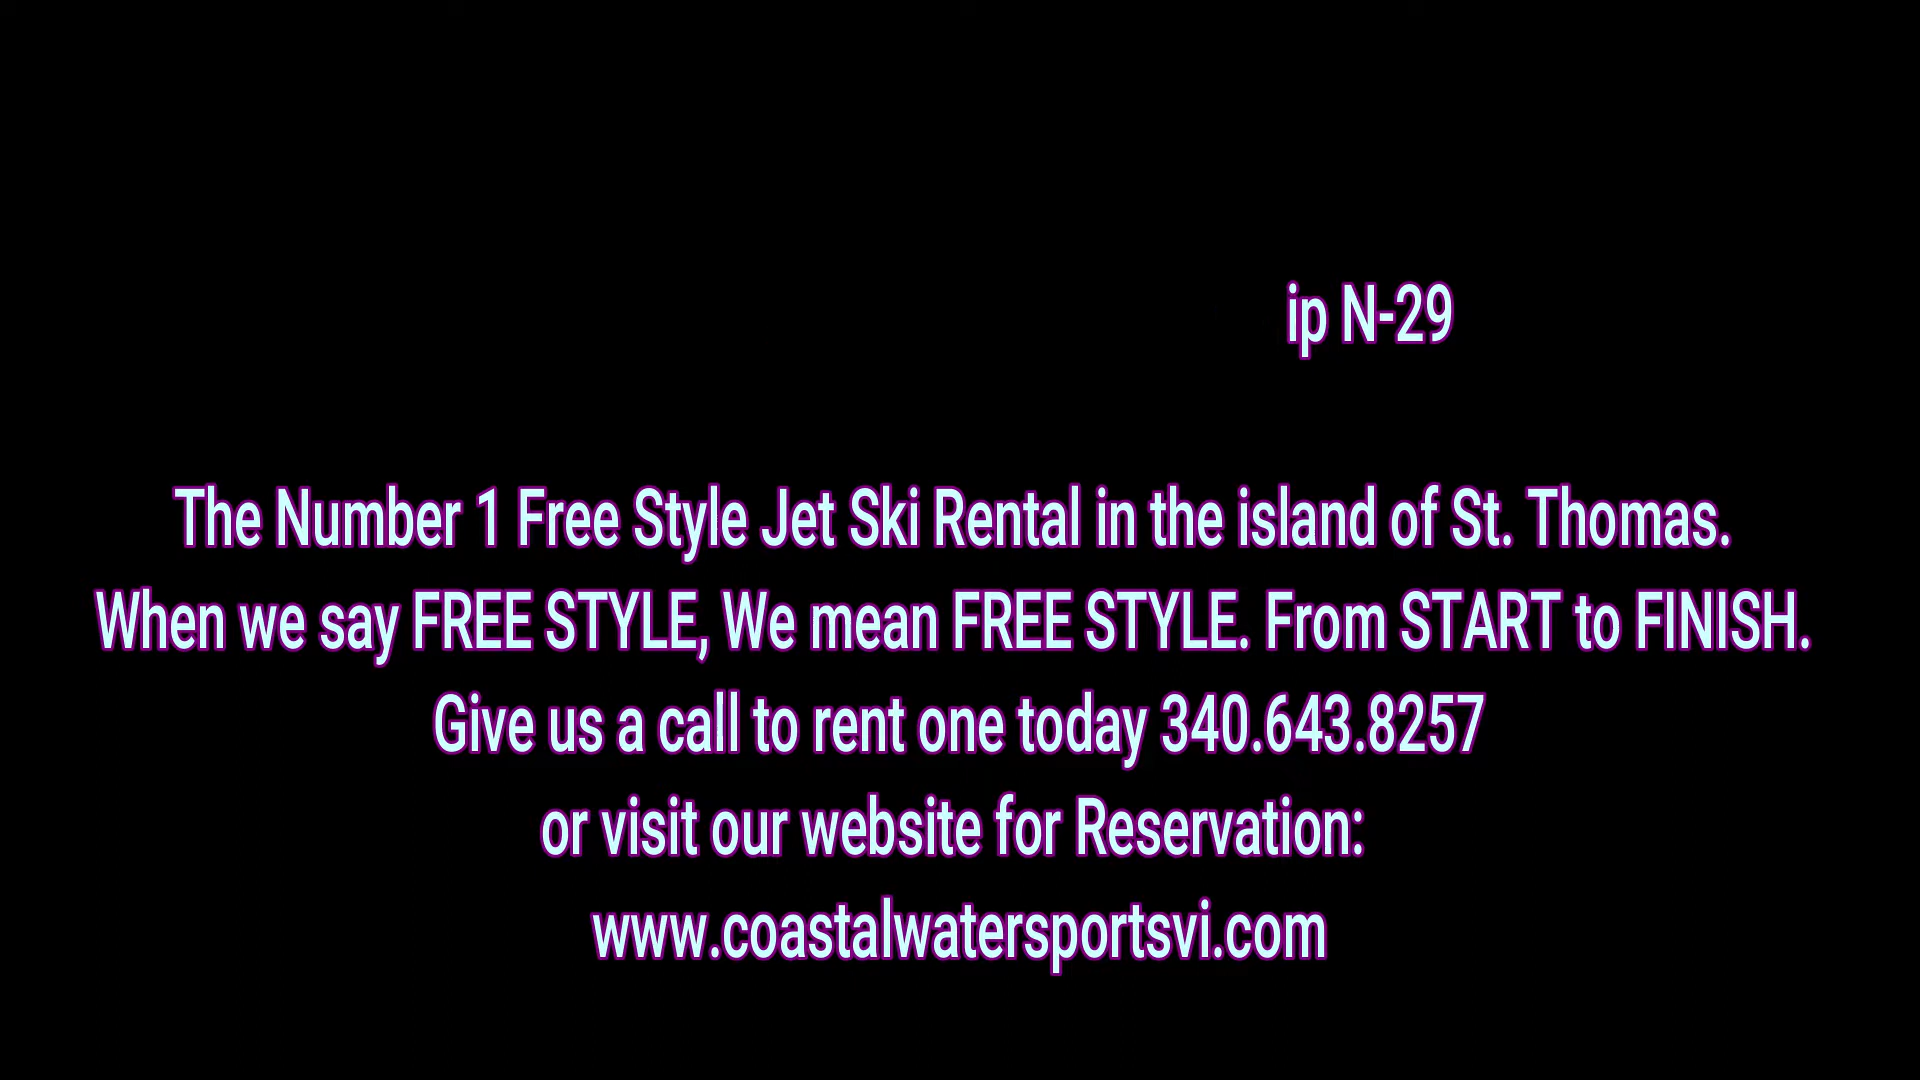 ip N-29
The Number 1 Free Style Jet Ski Rental in the island of St. Thomas.
When we say FREE STYLE, We mean FREE STYLE. From START to FINISH.
Give us a call to rent one today 340.643.8257
or visit our website for Reservation:
www.coastalwatersportsvi.com